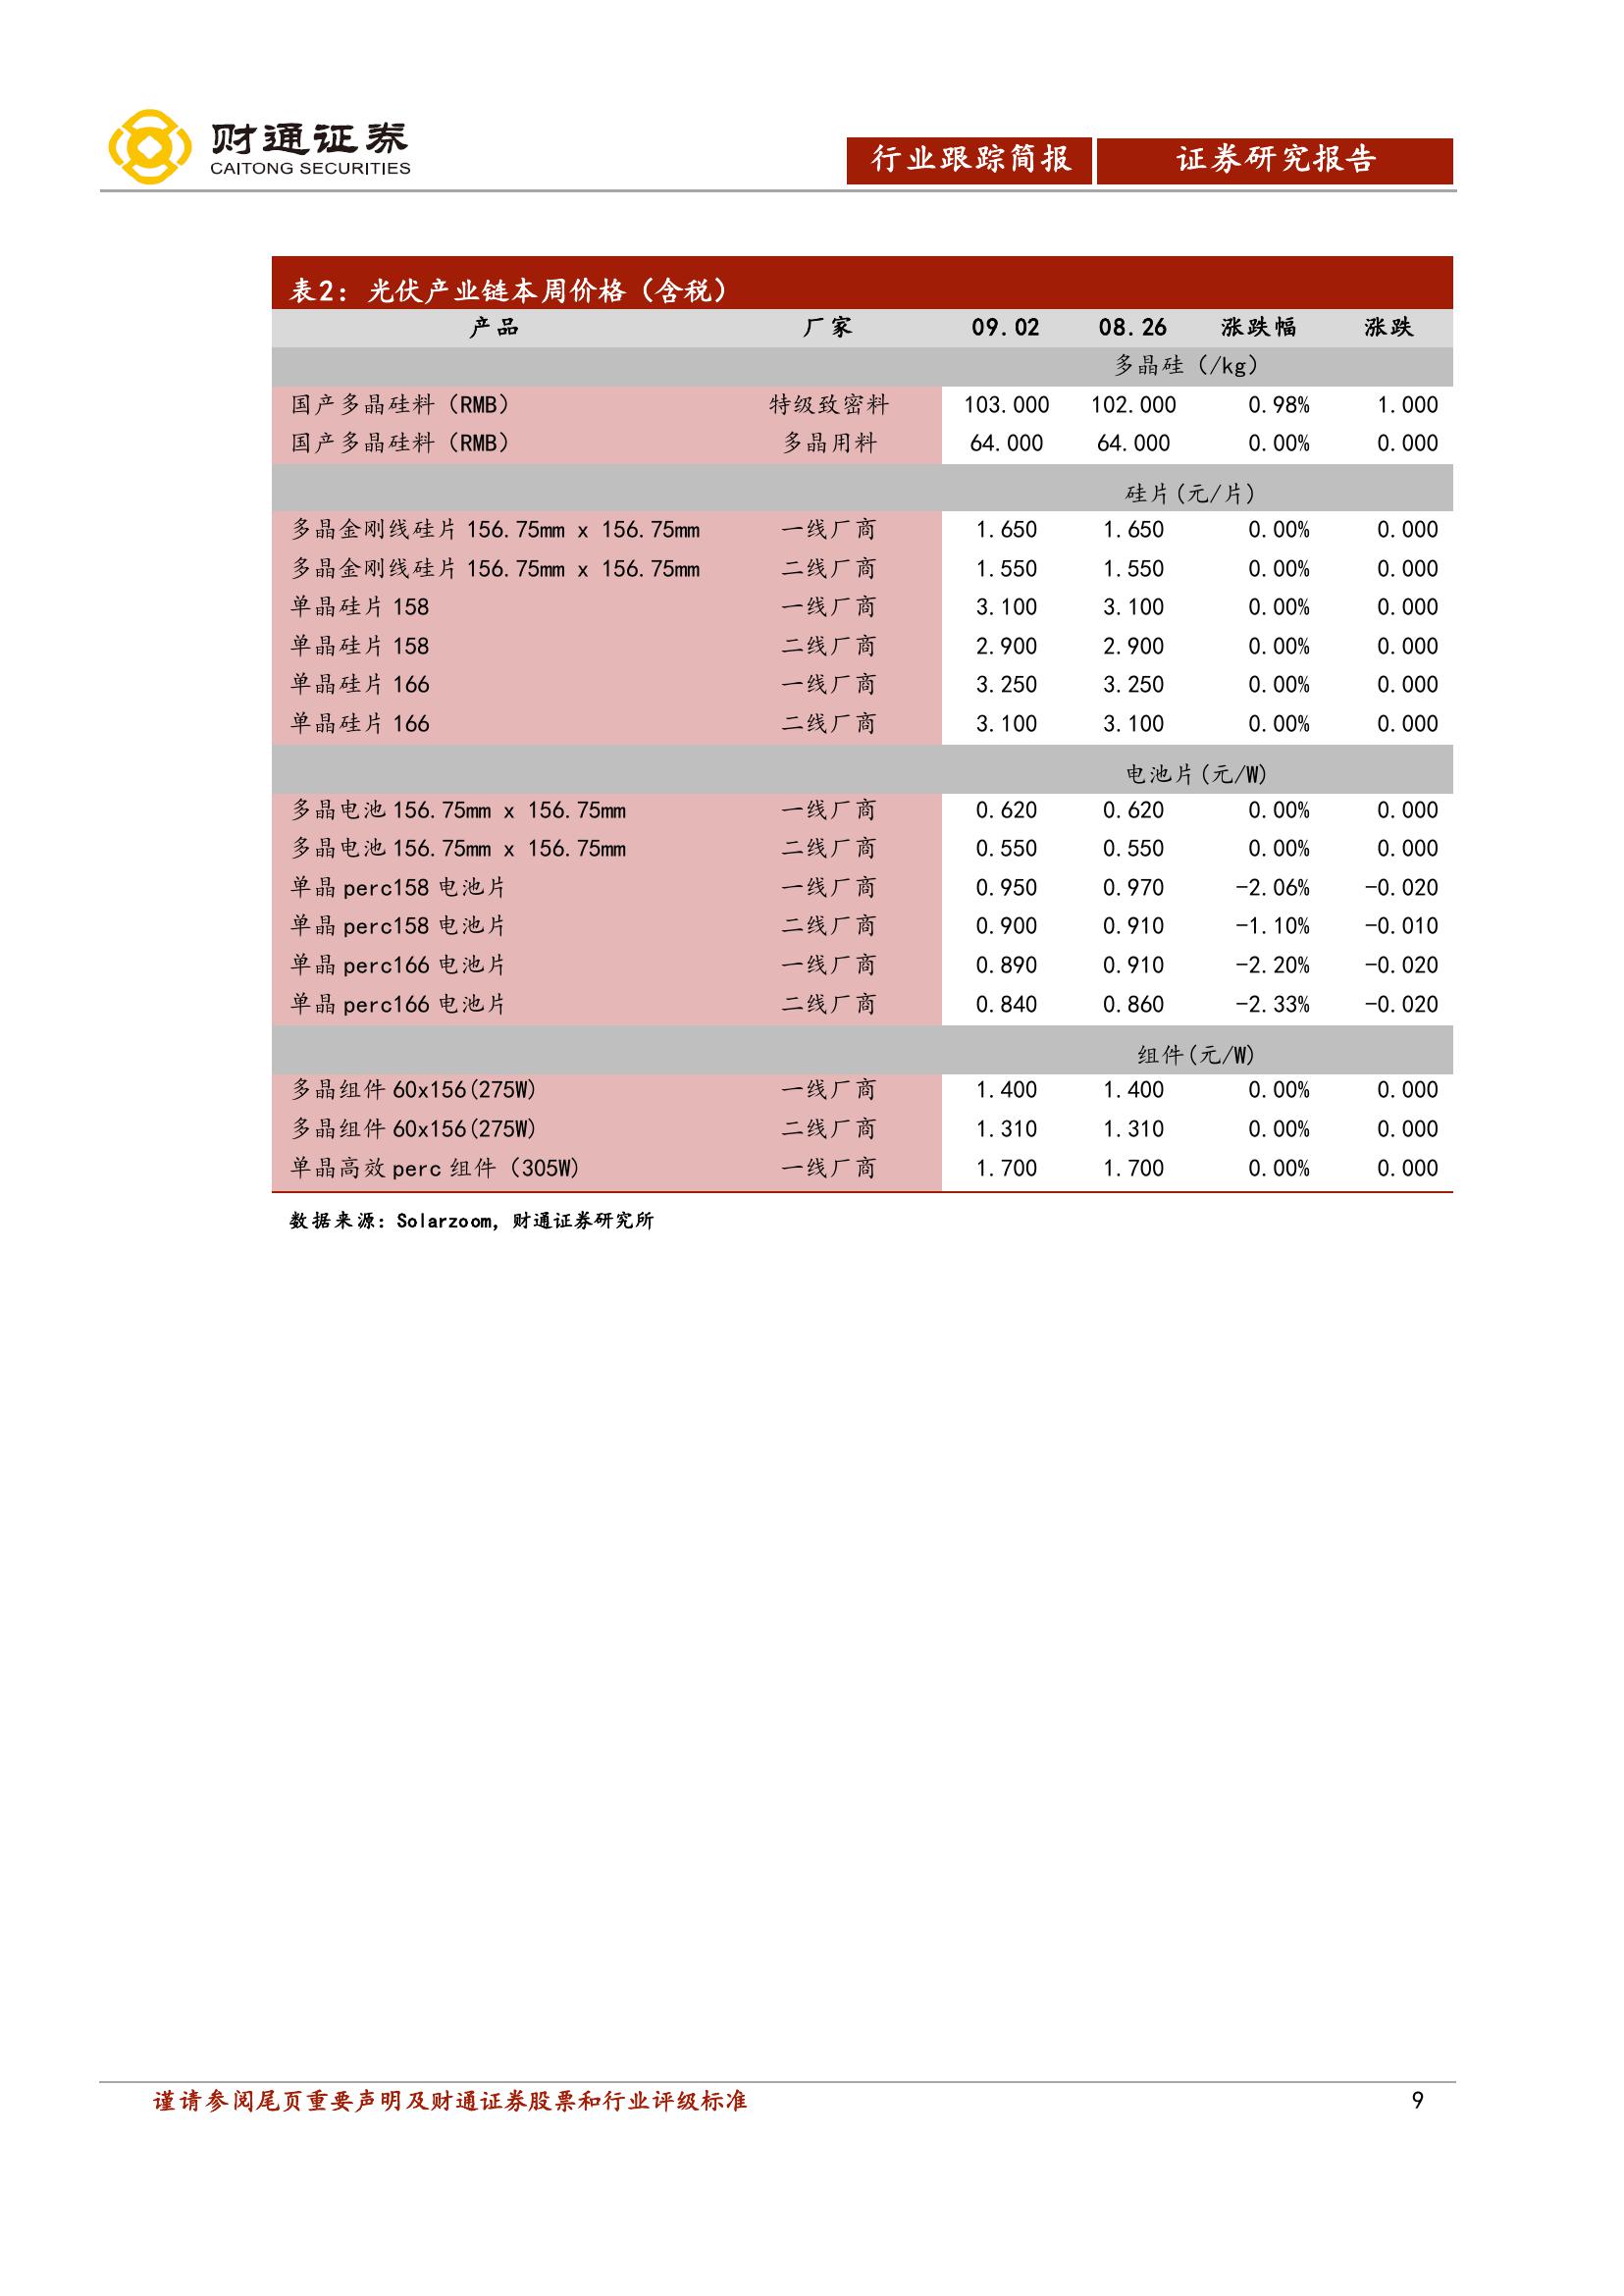 财通证券
CAITONG SECURITIES
行业跟踪简报 证券研究报告
表2：光伏产业链本周价格（含税）
产品 厂家 09.02 08.26 涨跌幅 涨跌
多晶硅（/kg）
国产多晶硅料（RMB） 特级致密料 103.000 102.000 0.98% 1.000
国产多晶硅料（RMB） 多晶用料 64.000 64.000 0.00% 0.000
硅片(元/片)
多晶金刚线硅片 156.75mm x 156.75mm 一线厂商 1.650 1.650 0.00% 0.000
多晶金刚线硅片 156.75mm x 156.75mm 二线厂商 1.550 1.550 0.00% 0.000
单晶硅片 158 一线厂商 3.100 3.100 0.00% 0.000
单晶硅片 158 二线厂商 2.900 2.900 0.00% 0.000
单晶硅片 166 一线厂商 3.250 3.250 0.00% 0.000
单晶硅片 166 二线厂商 3.100 3.100 0.00% 0.000
电池片(元/W)
多晶电池 156.75mm x 156.75mm 一线厂商 0.620 0.620 0.00% 0.000
多晶电池 156.75mm x 156.75mm 二线厂商 0.550 0.550 0.00% 0.000
单晶 perc158 电池片 一线厂商 0.950 0.970 -2.06% -0.020
单晶 perc158 电池片 二线厂商 0.900 0.910 -1.10% -0.010
单晶 perc166 电池片 一线厂商 0.890 0.910 -2.20% -0.020
单晶 perc166 电池片 二线厂商 0.840 0.860 -2.33% -0.020
组件(元/W)
多晶组件 60x156(275W) 一线厂商 1.400 1.400 0.00% 0.000
多晶组件 60x156(275W) 二线厂商 1.310 1.310 0.00% 0.000
单晶高效 perc 组件（305W) 一线厂商 1.700 1.700 0.00% 0.000
数据来源：Solarzoom, 财通证券研究所
谨请参阅尾页重要声明及财通证券股票和行业评级标准 9